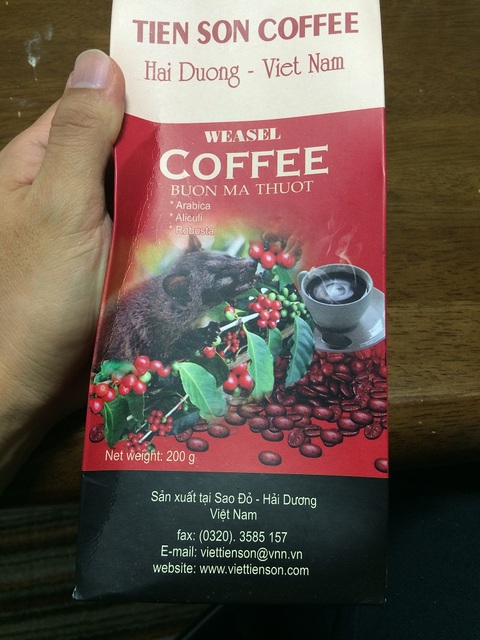 TIEN SON COFFEE
Hai Duong - Viet Nam
WEASEL
COFFEE
BUON MA THUOT
* Arabica
* Alicufi
* Robusta
Net weight: 200 g
Sản xuất tại Sao Đỏ - Hải Dương
Việt Nam
fax: (0320). 3585 157
E-mail: viettienson@vnn.vn
website: www.viettienson.com